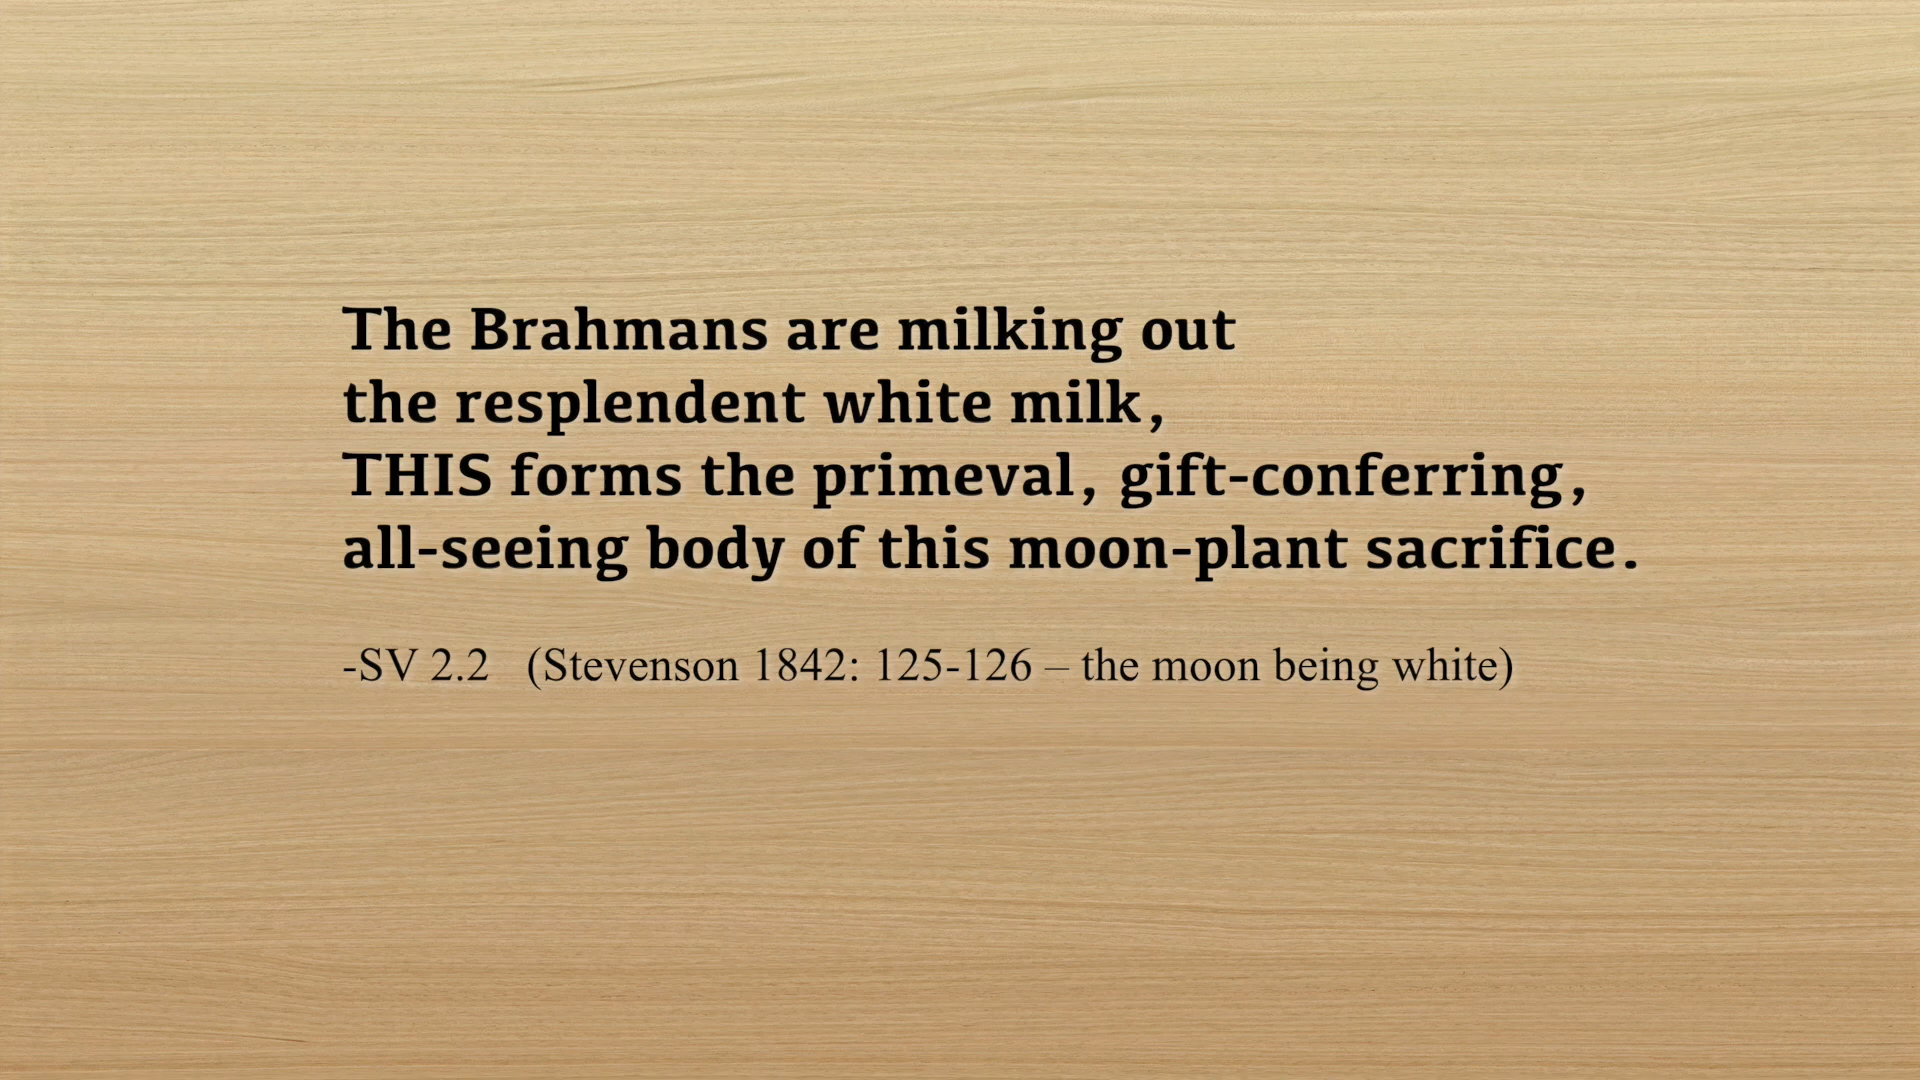 The Brahmans are milking out
the resplendent white milk,
THIS forms the primeval, gift-conferring,
all-seeing body of this moon-plant sacrifice.
-SV 2.2 (Stevenson 1842: 125-126 – the moon being white)